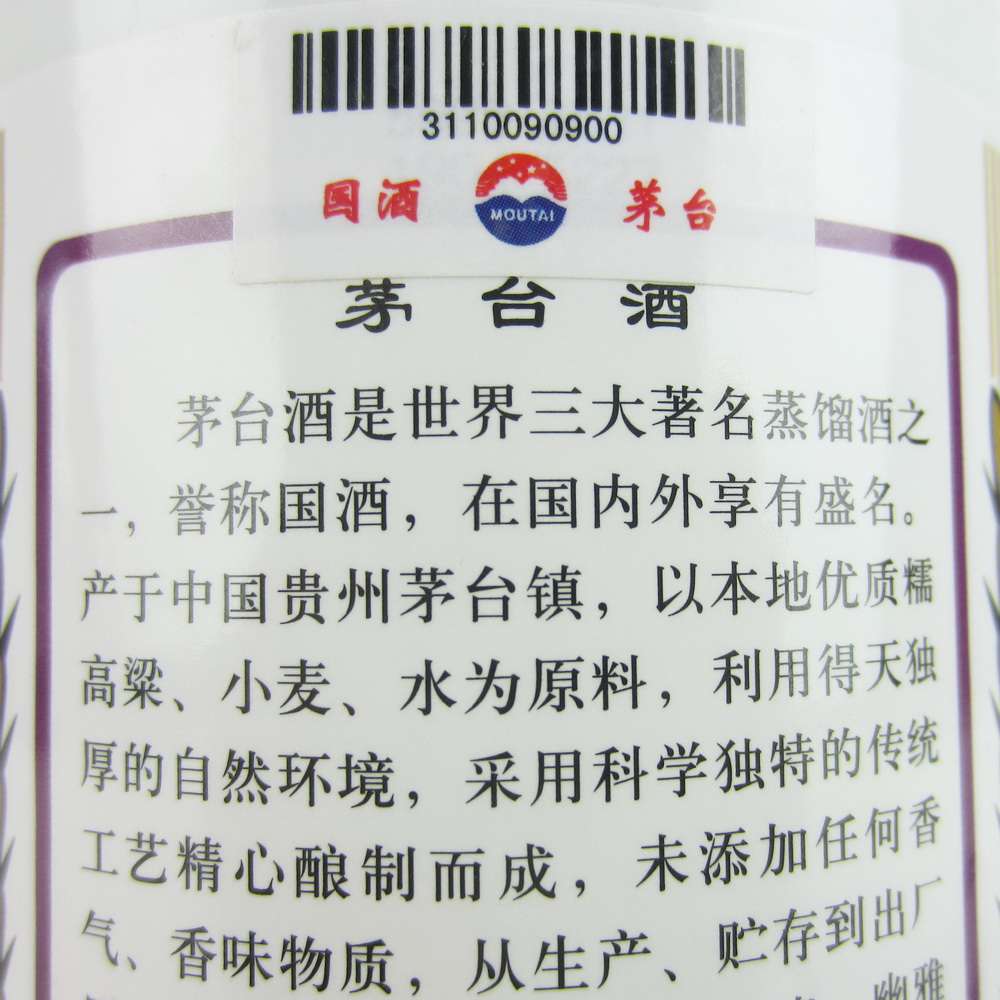 3110090900
国酒 MOUTAI 茅台
茅台酒
茅台酒是世界三大著名蒸馏酒之
一，誉称国酒，在国内外享有盛名。
产于中国贵州茅台镇，以本地优质糯
高粱、小麦、水为原料，利用得天独
厚的自然环境，采用科学独特的传统
工艺精心酿制而成，未添加任何香
气、香味物质，从生产、贮存到出厂
幽雅